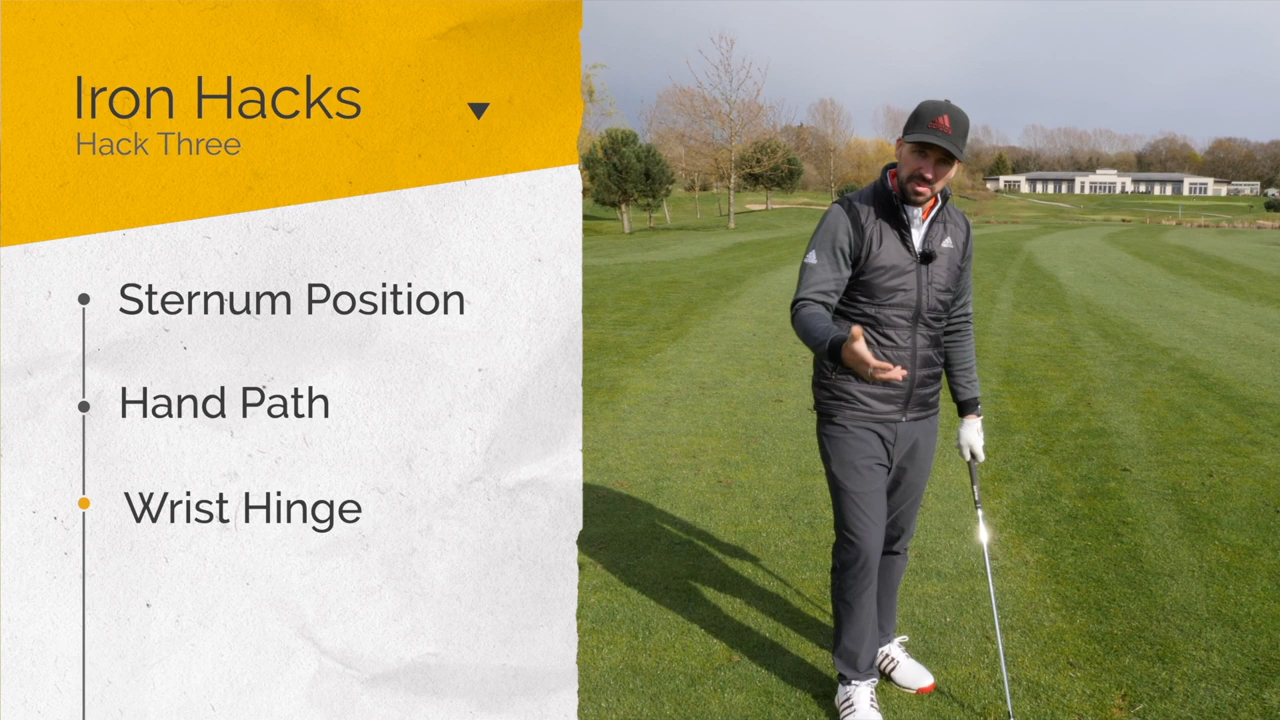 Iron Hacks
Hack Three
Sternum Position
Hand Path
Wrist Hinge